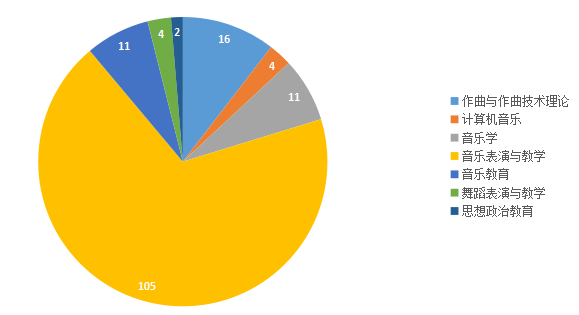 16
4
11
105
11
4
2
作曲与作曲技术理论
计算机音乐
音乐学
音乐表演与教学
音乐教育
舞蹈表演与教学
思想政治教育